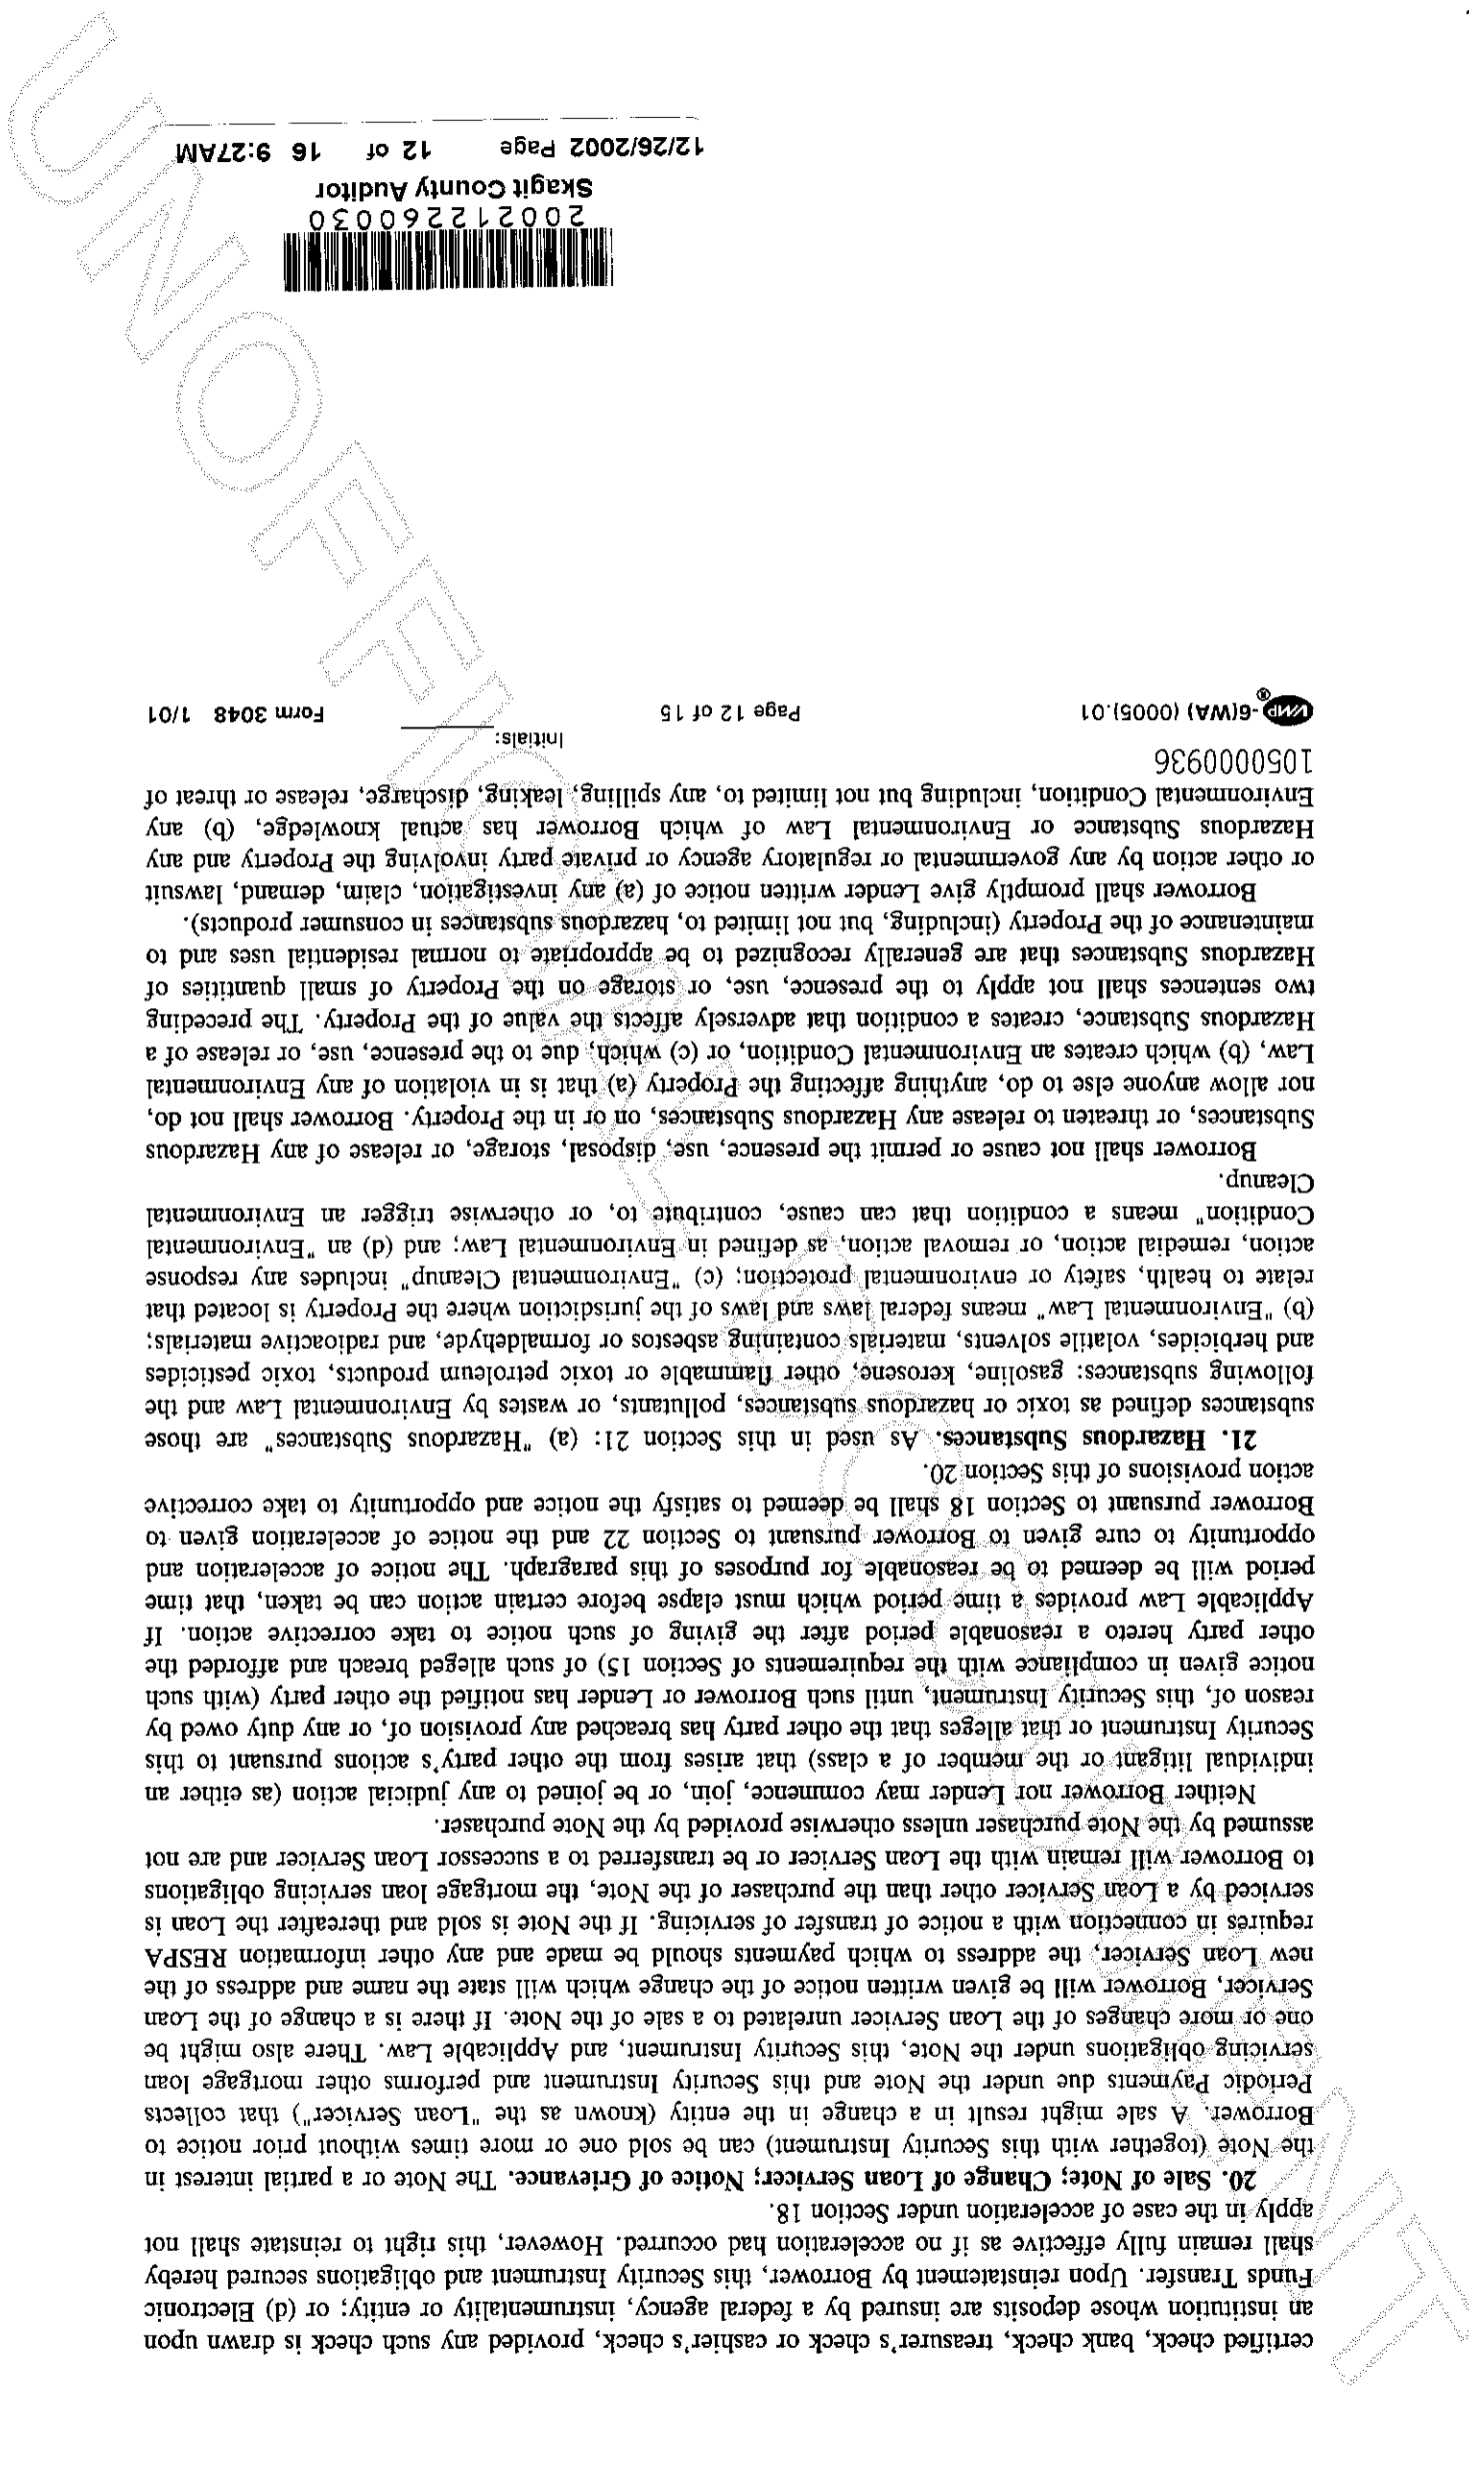 certified check, bank check, treasurer's check or cashier's check, provided any such check is drawn upon
an institution whose deposits are insured by a federal agency, instrumentality or entity; or (d) Electronic
Funds Transfer. Upon reinstatement by Borrower, this Security Instrument and obligations secured hereby
shall remain fully effective as if no acceleration had occurred. However, this right to reinstate shall not
apply in the case of acceleration under Section 18.
20. Sale of Note; Change of Loan Servicer; Notice of Grievance. The Note or a partial interest in
the Note (together with this Security Instrument) can be sold one or more times without prior notice to
Borrower. A sale might result in a change in the entity (known as the "Loan Servicer") that collects
Periodic Payments due under the Note and this Security Instrument and performs other mortgage loan
servicing obligations under the Note, this Security Instrument, and Applicable Law. There also might be
one or more changes of the Loan Servicer unrelated to a sale of the Note. If there is a change of the Loan
Servicer, Borrower will be given written notice of the change which will state the name and address of the
new Loan Servicer, the address to which payments should be made and any other information RESPA
requires in connection with a notice of transfer of servicing. If the Note is sold and thereafter the Loan is
serviced by a Loan Servicer other than the purchaser of the Note, the mortgage loan servicing obligations
to Borrower will remain with the Loan Servicer or be transferred to a successor Loan Servicer and are not
assumed by the Note purchaser unless otherwise provided by the Note purchaser.
Neither Borrower nor Lender may commence, join, or be joined to any judicial action (as either an
individual litigant or the member of a class) that arises from the other party's actions pursuant to this
Security Instrument or that alleges that the other party has breached any provision of, or any duty owed by
reason of, this Security Instrument, until such Borrower or Lender has notified the other party (with such
notice given in compliance with the requirements of Section 15) of such alleged breach and afforded the
other party hereto a reasonable period after the giving of such notice to take corrective action. If
Applicable Law provides a time period which must elapse before certain action can be taken, that time
period will be deemed to be reasonable for purposes of this paragraph. The notice of acceleration and
opportunity to cure given to Borrower pursuant to Section 22 and the notice of acceleration given to
Borrower pursuant to Section 18 shall be deemed to satisfy the notice and opportunity to take corrective
action provisions of this Section 20.
21. Hazardous Substances. As used in this Section 21: (a) "Hazardous Substances" are those
substances defined as toxic or hazardous substances, pollutants, or wastes by Environmental Law and the
following substances: gasoline, kerosene, other flammable or toxic petroleum products, toxic pesticides
and herbicides, volatile solvents, materials containing asbestos or formaldehyde, and radioactive materials;
(b) "Environmental Law" means federal laws and laws of the jurisdiction where the Property is located that
relate to health, safety or environmental protection; (c) "Environmental Cleanup" includes any response
action, remedial action, or removal action, as defined in Environmental Law; and (d) an "Environmental
Condition" means a condition that can cause, contribute to, or otherwise trigger an Environmental
Cleanup.
Borrower shall not cause or permit the presence, use, disposal, storage, or release of any Hazardous
Substances, or threaten to release any Hazardous Substances, on or in the Property. Borrower shall not do,
nor allow anyone else to do, anything affecting the Property (a) that is in violation of any Environmental
Law, (b) which creates an Environmental Condition, or (c) which, due to the presence, use, or release of a
Hazardous Substance, creates a condition that adversely affects the value of the Property. The preceding
two sentences shall not apply to the presence, use, or storage on the Property of small quantities of
Hazardous Substances that are generally recognized to be appropriate to normal residential uses and to
maintenance of the Property (including, but not limited to, hazardous substances in consumer products).
Borrower shall promptly give Lender written notice of (a) any investigation, claim, demand, lawsuit
or other action by any governmental or regulatory agency or private party involving the Property and any
Hazardous Substance or Environmental Law of which Borrower has actual knowledge, (b) any
Environmental Condition, including but not limited to, any spilling, leaking, discharge, release or threat of
1050000936
Initials:
VMP®-6(WA) (0005).01 Page 12 of 15 Form 3048 1/01
200212260030
Skagit County Auditor
12/26/2002 Page 12 of 16 9:27AM
UNOFFICIAL DOCUMENT